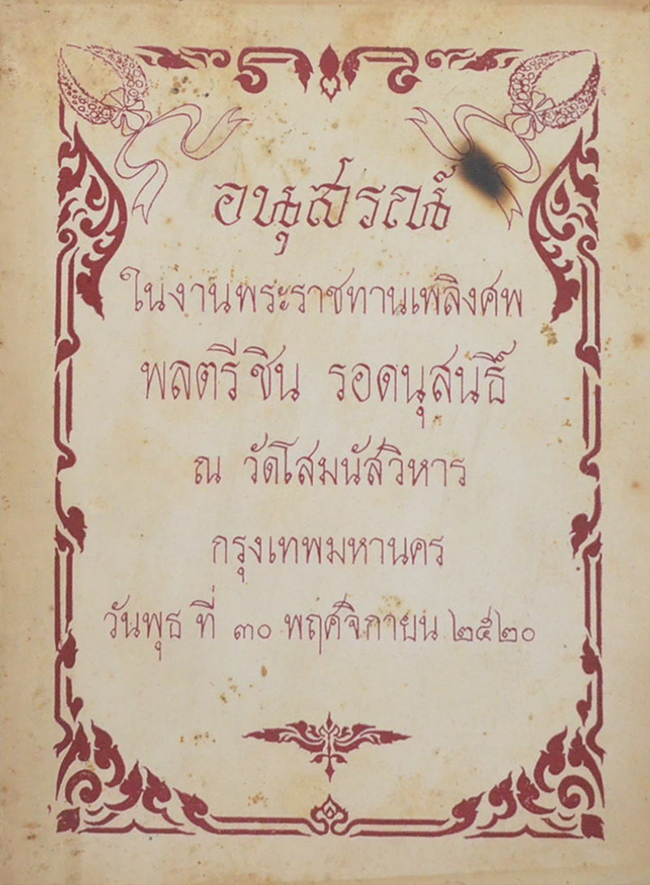 อนุสรณ์
ในงานพระราชทานเพลิงศพ
พลตรี ชิน รอดนุสนธิ์
ณ วัดโสมนัสวิหาร
กรุงเทพมหานคร
วันพุธ ที่ ๓๐ พฤศจิกายน ๒๕๒๐